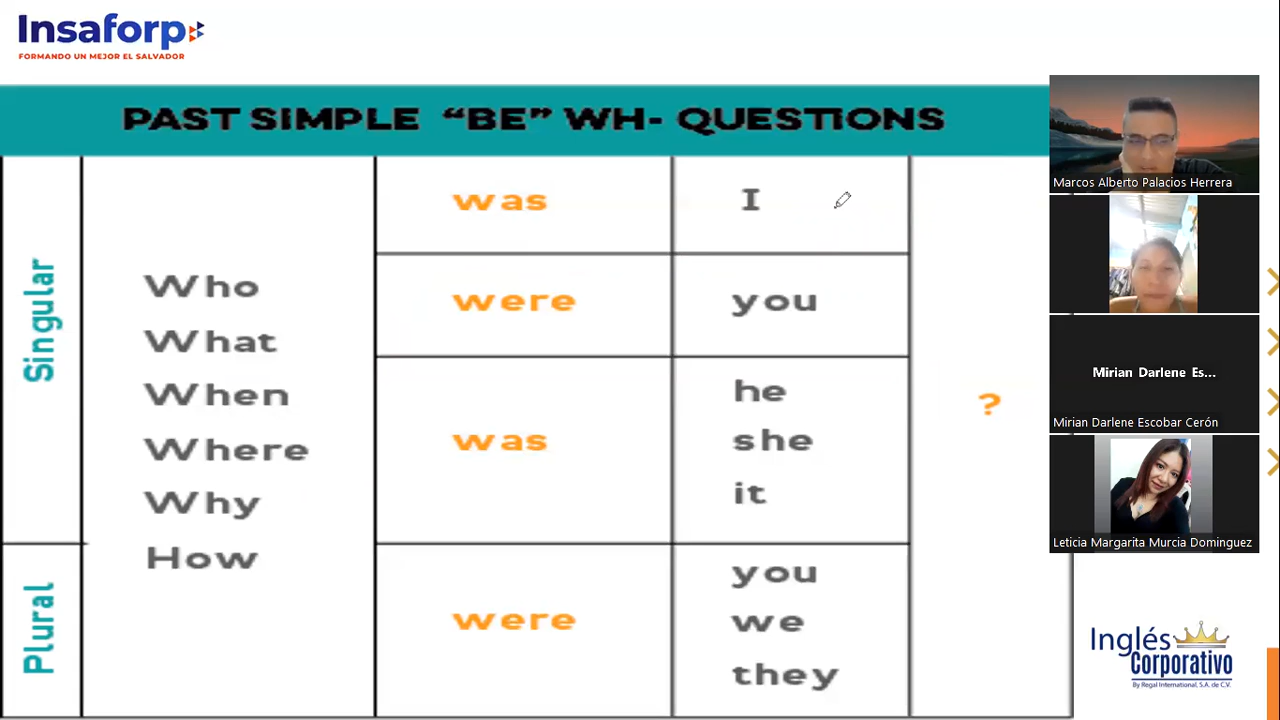 Insaforp
FORMANDO UN MEJOR EL SALVADOR
PAST SIMPLE “BE” WH- QUESTIONS
Singular
Who
What
When
Where
Why
How
was
I
were
you
was
he
she
it
?
Plural
were
you
we
they
Marcos Alberto Palacios Herrera
Mirian Darlene Es...
Mirian Darlene Escobar Cerón
Leticia Margarita Murcia Domínguez
Inglés
Corporativo
By Regal International, S.A. de C.V.